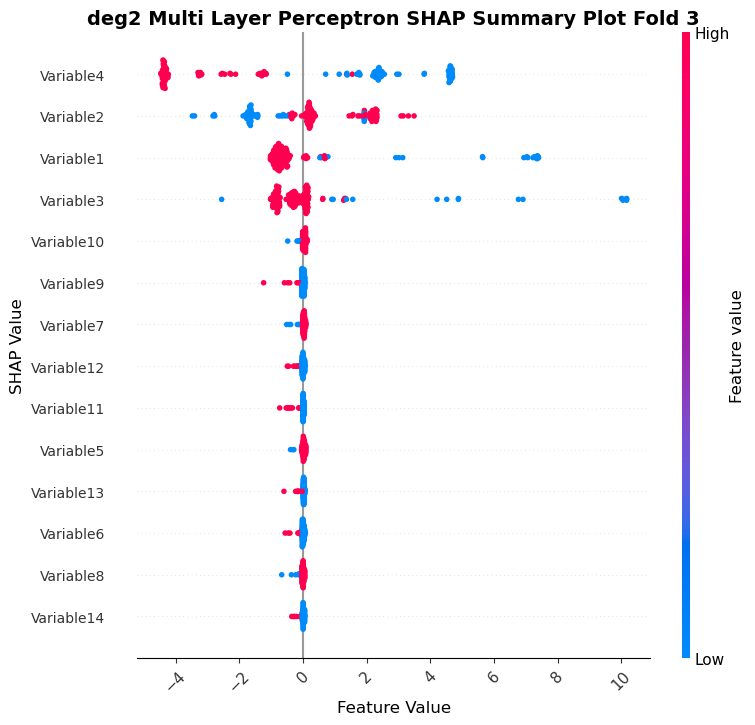 deg2 Multi Layer Perceptron SHAP Summary Plot Fold 3
High
Variable4
Variable2
Variable1
Variable3
Variable10
Variable9
Variable7
Variable12
Variable11
Variable5
Variable13
Variable6
Variable8
Variable14
SHAP Value
Feature value
Low
−4
−2
0
2
4
6
8
10
Feature Value